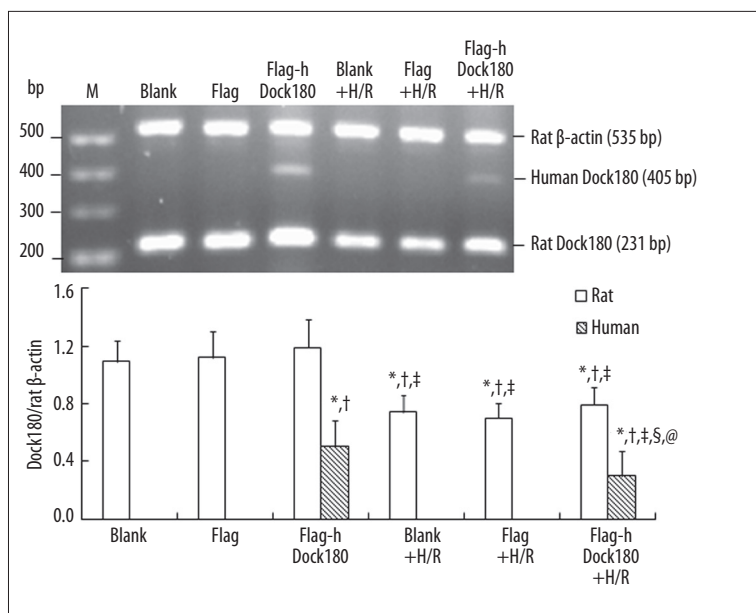 bp
M
Blank
Flag
Flag-h
Dock180
Blank
+H/R
Flag
+H/R
Flag-h
Dock180
+H/R
500
400
300
200
Rat β-actin (535 bp)
Human Dock180 (405 bp)
Rat Dock180 (231 bp)
Dock180/rat β-actin
1.6
1.2
0.8
0.4
0.0
Rat
Human
*,†
*,†,‡
*,†,‡
*,†,‡
*,†,‡,§,@
Blank
Flag
Flag-h
Dock180
Blank
+H/R
Flag
+H/R
Flag-h
Dock180
+H/R